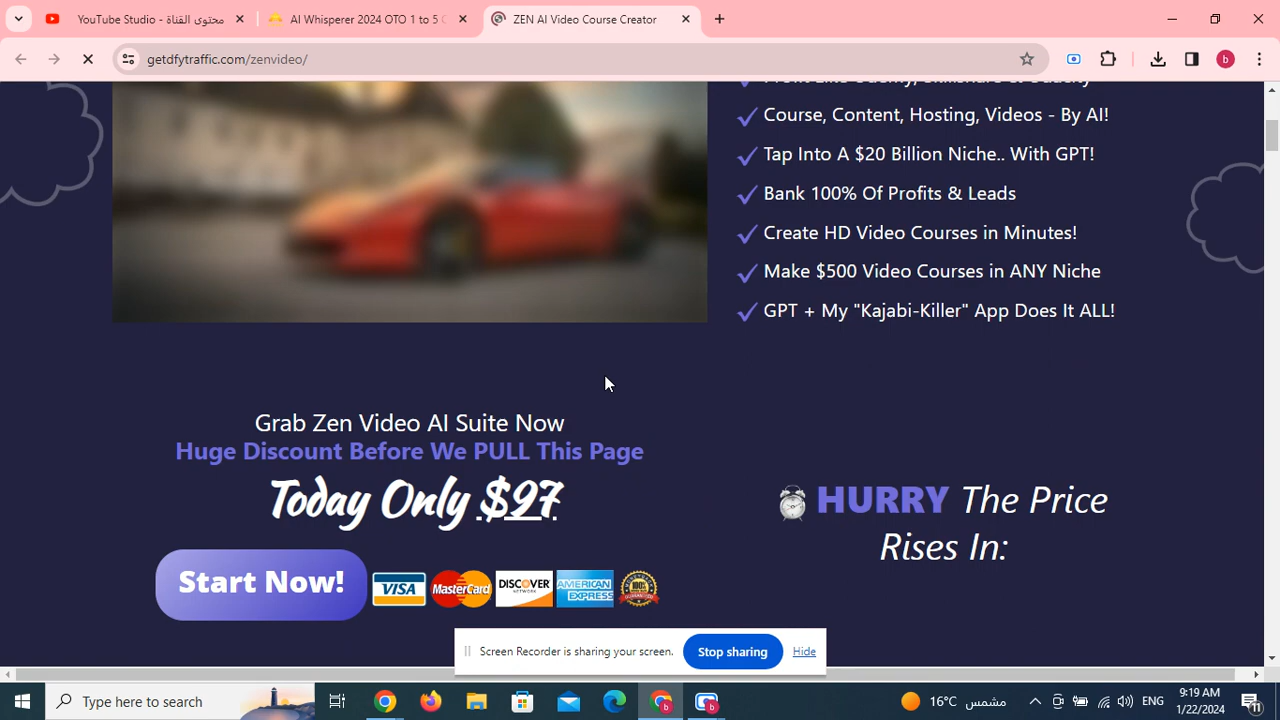 YouTube Studio - محتوى القناة
AI Whisperer 2024 OTO 1 to 5
ZEN AI Video Course Creator
getdfytraffic.com/zenvideo/
b
Course, Content, Hosting, Videos - By AI!
Tap Into A $20 Billion Niche.. With GPT!
Bank 100% Of Profits & Leads
Create HD Video Courses in Minutes!
Make $500 Video Courses in ANY Niche
GPT + My "Kajabi-Killer" App Does It ALL!
Grab Zen Video AI Suite Now
Huge Discount Before We PULL This Page
Today Only $27
HURRY The Price
Rises In:
Start Now!
VISA
MasterCard
DISCOVER
NETWORK
AMERICAN
EXPRESS
100%
Screen Recorder is sharing your screen.
Stop sharing
Hide
Type here to search
16°C مشمس
ENG
9:19 AM
1/22/2024